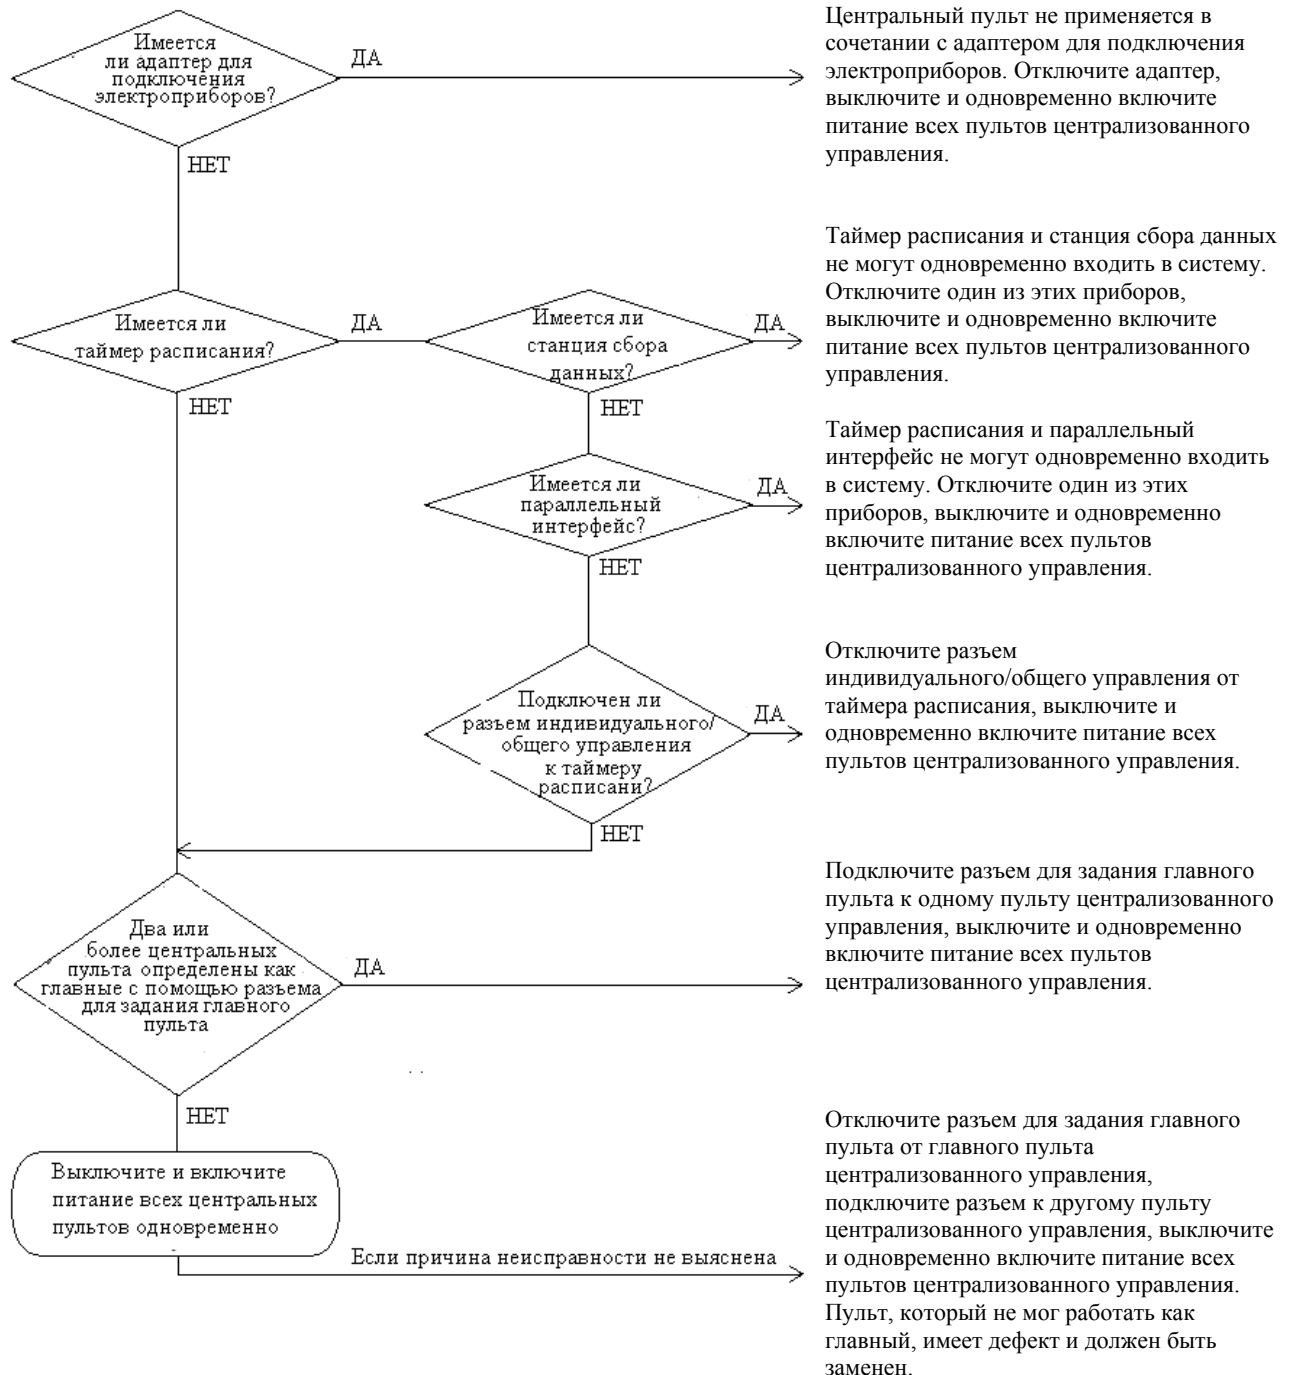 Имеется
ли адаптер для
подключения
электроприборов?
ДА
Центральный пульт не применяется в
сочетании с адаптером для подключения
электроприборов. Отключите адаптер,
выключите и одновременно включите
питание всех пультов централизованного
управления.
НЕТ
Имеется ли
таймер расписания?
ДА
Имеется ли
станция сбора
данных?
ДА
Таймер расписания и станция сбора данных
не могут одновременно входить в систему.
Отключите один из этих приборов,
выключите и одновременно включите
питание всех пультов централизованного
управления.
НЕТ
НЕТ
Имеется ли
параллельный
интерфейс?
ДА
Таймер расписания и параллельный
интерфейс не могут одновременно входить
в систему. Отключите один из этих
приборов, выключите и одновременно
включите питание всех пультов
централизованного управления.
НЕТ
Подключен ли
разъем индивидуального/
общего управления
к таймеру
расписани?
ДА
Отключите разъем
индивидуального/общего управления от
таймера расписания, выключите и
одновременно включите питание всех
пультов централизованного управления.
НЕТ
Два или
более центральных
пульта определены как
главные с помощью разъема
для задания главного
пульта
ДА
Подключите разъем для задания главного
пульта к одному пульту централизованного
управления, выключите и одновременно
включите питание всех пультов
централизованного управления.
НЕТ
Выключите и включите
питание всех центральных
пультов одновременно
Если причина неисправности не выяснена
Отключите разъем для задания главного
пульта от главного пульта
централизованного управления,
подключите разъем к другому пульту
централизованного управления, выключите
и одновременно включите питание всех
пультов централизованного управления.
Пульт, который не мог работать как
главный, имеет дефект и должен быть
заменен.